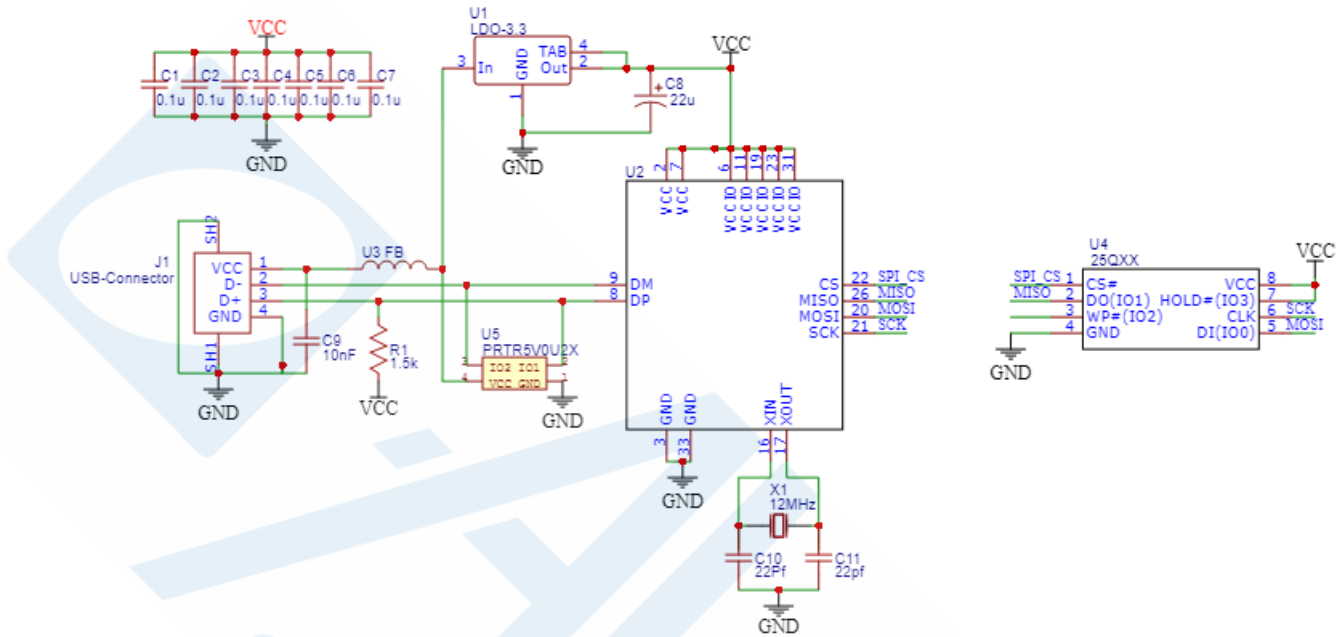 VCC
C1 C2 C3 C4 C5 C6 C7
0.1u 0.1u 0.1u 0.1u 0.1u 0.1u 0.1u
GND
U1
LDO-3.3
3 In
GND
1
TAB 4
Out 2
C8
22u
VCC
GND
J1
USB-Connector
SH2
VCC 1
D- 2
D+ 3
GND 4
SH1
GND
C9
10nF
U3 FB
R1
1.5k
VCC
U5
PRTR5V0U2X
3 IO2 IO1
4 VCC GND 1
GND
U2
2 7 6 11 19 23 31
VCC VCC VCCIO VCCIO VCCIO VCCIO VCCIO
9 DM
8 DP
CS 22 SPI_CS
MISO 26 MISO
MOSI 20 MOSI
SCK 21 SCK
GND GND
3 33
GND
XIN XOUT
16 17
X1
12MHz
C10
22Pf
C11
22pf
GND
U4
25QXX
SPI_CS 1 CS#
MISO 2 DO(IO1)
3 WP#(IO2)
4 GND
VCC 8
HOLD#(IO3) 7
CLK 6 SCK
DI(IO0) 5 MOSI
VCC
GND